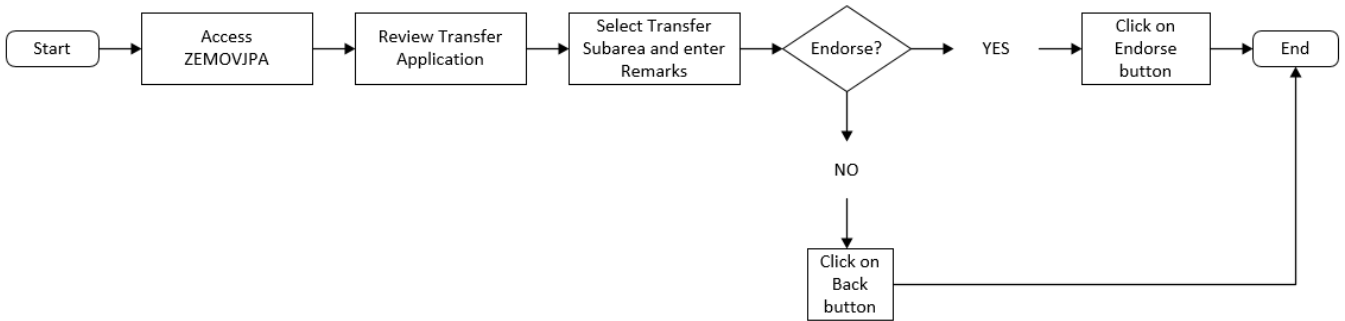 Start
Access
ZEMOVJPA
Review Transfer
Application
Select Transfer
Subarea and enter
Remarks
Endorse?
YES
Click on
Endorse
button
End
NO
Click on
Back
button